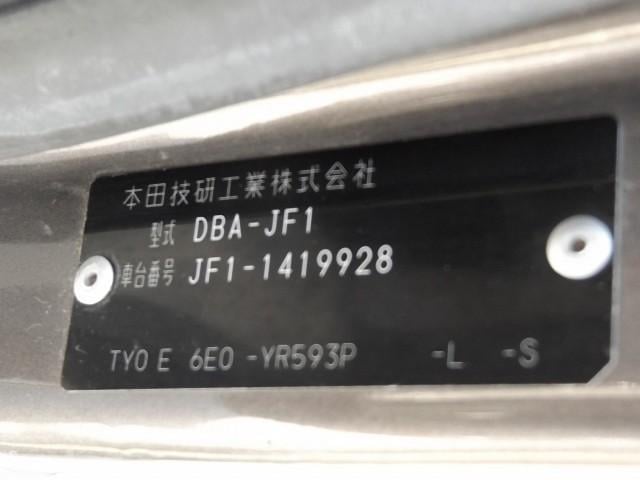 本田技研工業株式会社
型式 DBA-JF1
車台番号 JF1-1419928
TY0 E 6E0 -YR593P -L -S